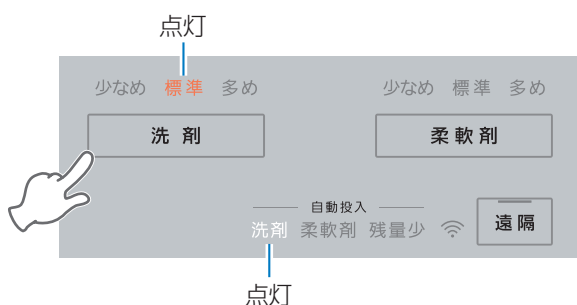 点灯
少なめ 標準 多め 少なめ 標準 多め
洗剤 柔軟剤
自動投入
洗剤 柔軟剤 残量少 遠隔
点灯